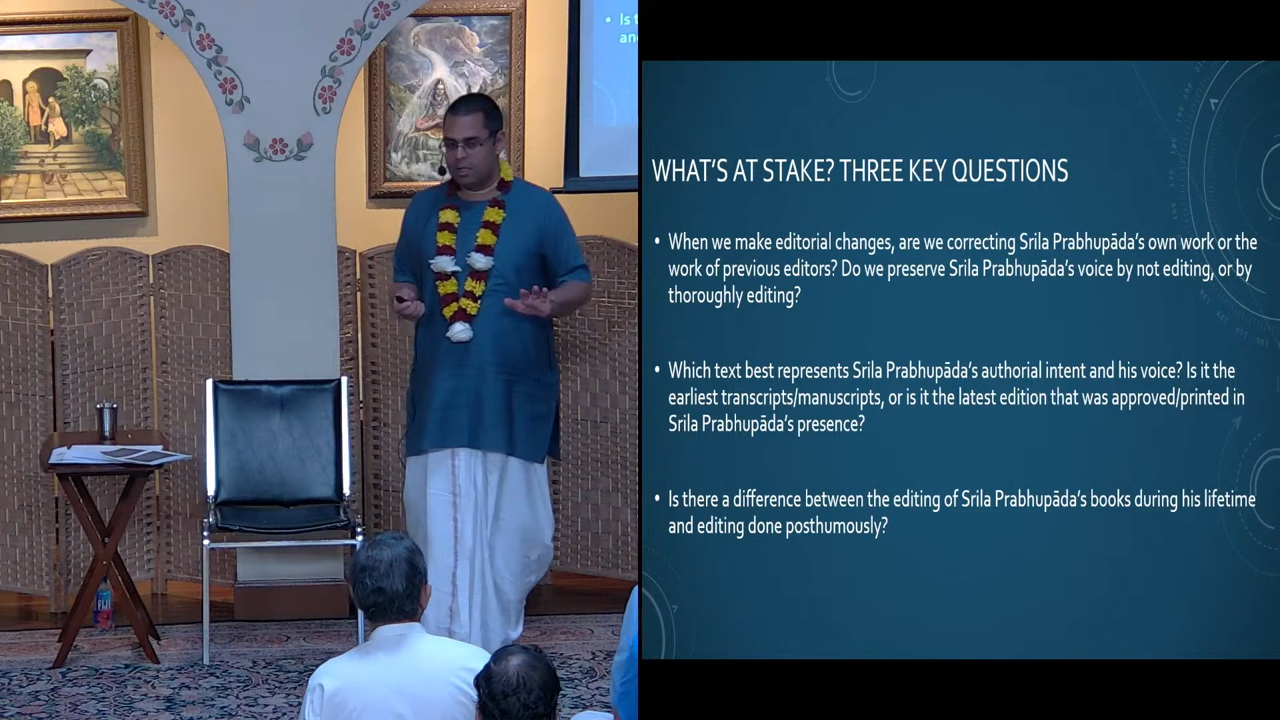 • Is t
an
WHAT'S AT STAKE? THREE KEY QUESTIONS
• When we make editorial changes, are we correcting Srila Prabhupāda's own work or the
work of previous editors? Do we preserve Srila Prabhupāda's voice by not editing, or by
thoroughly editing?
• Which text best represents Srila Prabhupāda's authorial intent and his voice? Is it the
earliest transcripts/manuscripts, or is it the latest edition that was approved/printed in
Srila Prabhupāda's presence?
• Is there a difference between the editing of Srila Prabhupāda's books during his lifetime
and editing done posthumously?
FIJI